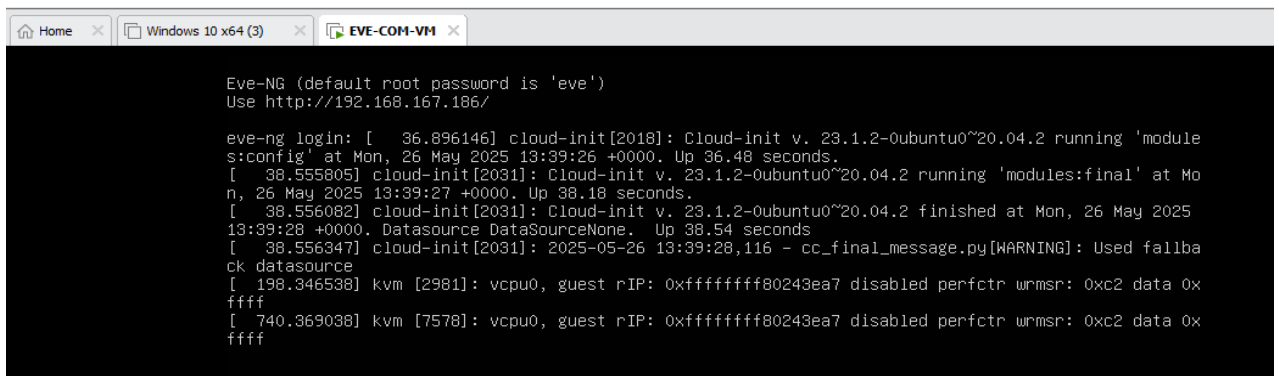 Home
Windows 10 x64 (3)
EVE-COM-VM
Eve-NG (default root password is 'eve')
Use http://192.168.167.186/
eve-ng login: [   36.896146] cloud-init[2018]: Cloud-init v. 23.1.2-0ubuntu0~20.04.2 running 'module
s:config' at Mon, 26 May 2025 13:39:26 +0000. Up 36.48 seconds.
[   38.555805] cloud-init[2031]: Cloud-init v. 23.1.2-0ubuntu0~20.04.2 running 'modules:final' at Mo
n, 26 May 2025 13:39:27 +0000. Up 38.18 seconds.
[   38.556082] cloud-init[2031]: Cloud-init v. 23.1.2-0ubuntu0~20.04.2 finished at Mon, 26 May 2025
13:39:28 +0000. Datasource DataSourceNone.  Up 38.54 seconds
[   38.556347] cloud-init[2031]: 2025-05-26 13:39:28,116 - cc_final_message.py[WARNING]: Used fallba
ck datasource
[  198.346538] kvm [2981]: vcpu0, guest rIP: 0xffffffff80243ea7 disabled perfctr wrmsr: 0xc2 data 0x
ffff
[  740.369038] kvm [7578]: vcpu0, guest rIP: 0xffffffff80243ea7 disabled perfctr wrmsr: 0xc2 data 0x
ffff